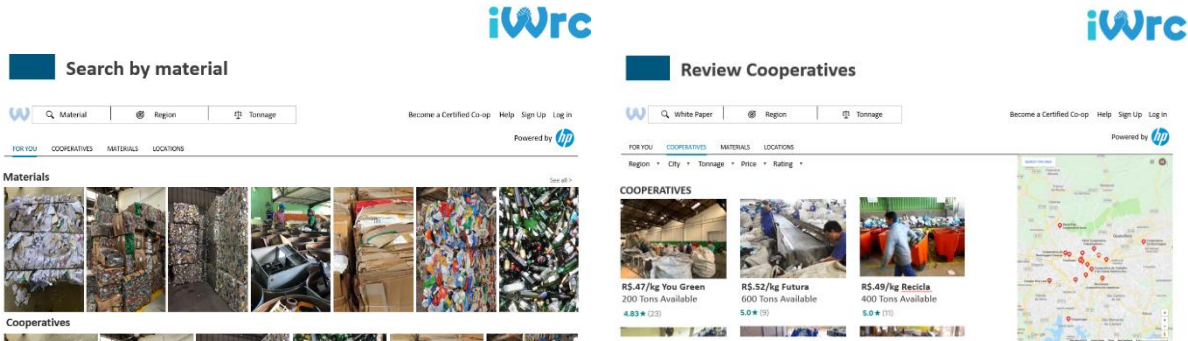 iWrc
Search by material
Material Region Tonnage
Become a Certified Co-op Help Sign Up Log in
Powered by hp
FOR YOU COOPERATIVES MATERIALS LOCATIONS
Materials
See all >
Cooperatives
iWrc
Review Cooperatives
White Paper Region Tonnage
Become a Certified Co-op Help Sign Up Log in
Powered by hp
FOR YOU COOPERATIVES MATERIALS LOCATIONS
Region City Tonnage Price Rating
COOPERATIVES
R$.47/kg You Green
200 Tons Available
4.83★ (23)
R$.52/kg Futura
600 Tons Available
5.0★ (9)
R$.49/kg Recicla
400 Tons Available
5.0★ (11)